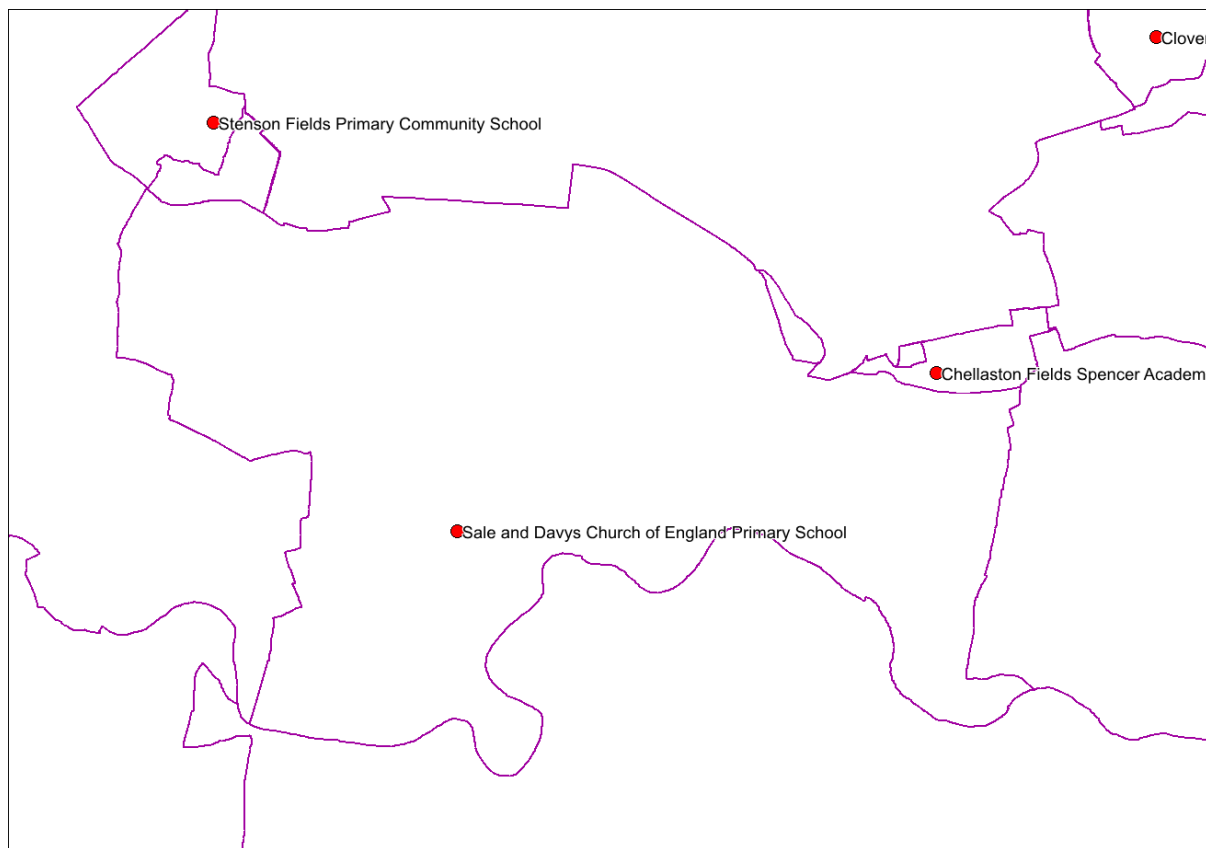 Clover
Stenson Fields Primary Community School
Chellaston Fields Spencer Academ
Sale and Davys Church of England Primary School